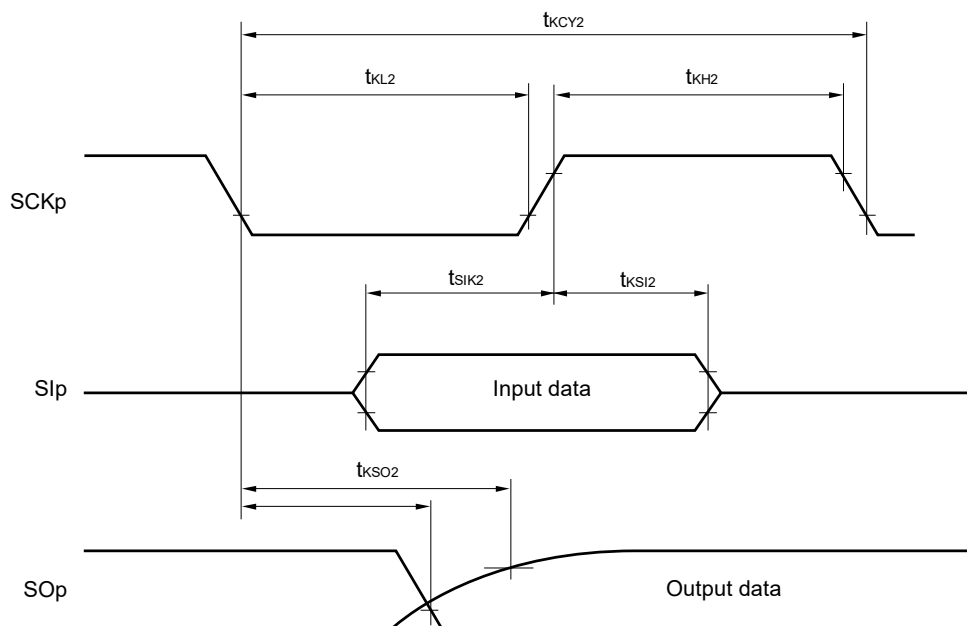 tKCY2
tKL2
tKH2
SCKp
tSIK2
tKSI2
SIp
Input data
tKSO2
SOp
Output data